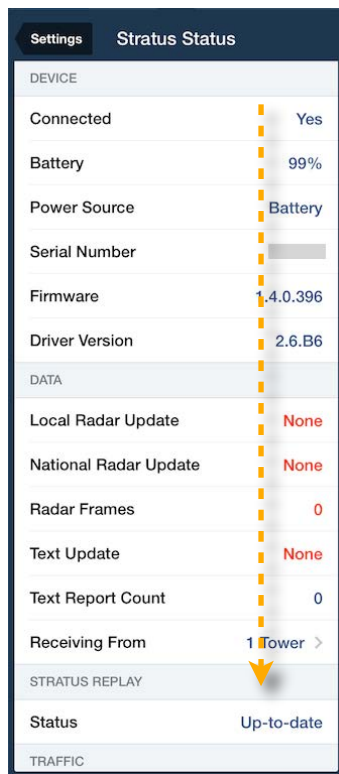 Settings Stratus Status
DEVICE
Connected Yes
Battery 99%
Power Source Battery
Serial Number
Firmware 1.4.0.396
Driver Version 2.6.B6
DATA
Local Radar Update None
National Radar Update None
Radar Frames 0
Text Update None
Text Report Count 0
Receiving From 1 Tower >
STRATUS REPLAY
Status Up-to-date
TRAFFIC